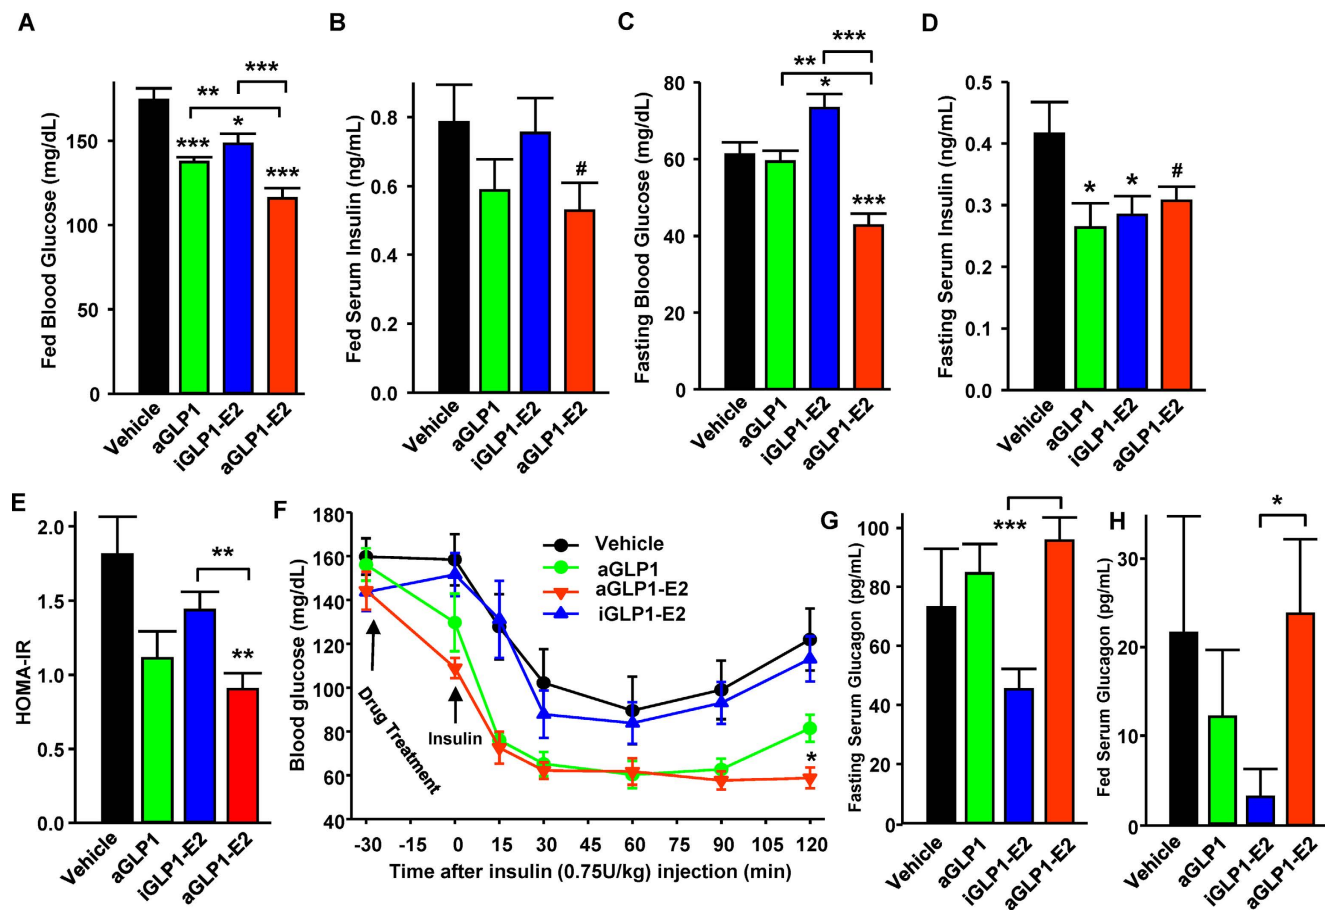 A
Fed Blood Glucose (mg/dL)
150
100
50
0
***
*
***
**
***
Vehicle
aGLP1
iGLP1-E2
aGLP1-E2
B
Fed Serum Insulin (ng/mL)
0.8
0.6
0.4
0.2
0.0
#
Vehicle
aGLP1
iGLP1-E2
aGLP1-E2
C
Fasting Blood Glucose (mg/dL)
80
60
40
20
0
***
**
*
***
Vehicle
aGLP1
iGLP1-E2
aGLP1-E2
D
Fasting Serum Insulin (ng/mL)
0.5
0.4
0.3
0.2
0.1
0.0
*
*
#
Vehicle
aGLP1
iGLP1-E2
aGLP1-E2
E
HOMA-IR
2.0
1.5
1.0
0.5
0.0
**
**
Vehicle
aGLP1
iGLP1-E2
aGLP1-E2
F
Blood glucose (mg/dL)
180
160
140
120
100
80
60
40
Vehicle
aGLP1
aGLP1-E2
iGLP1-E2
Drug Treatment
Insulin
*
-30 -15 0 15 30 45 60 75 90 105 120
Time after insulin (0.75U/kg) injection (min)
G
Fasting Serum Glucagon (pg/mL)
100
80
60
40
20
0
***
Vehicle
aGLP1
iGLP1-E2
aGLP1-E2
H
Fed Serum Glucagon (pg/mL)
30
20
10
0
*
Vehicle
aGLP1
iGLP1-E2
aGLP1-E2